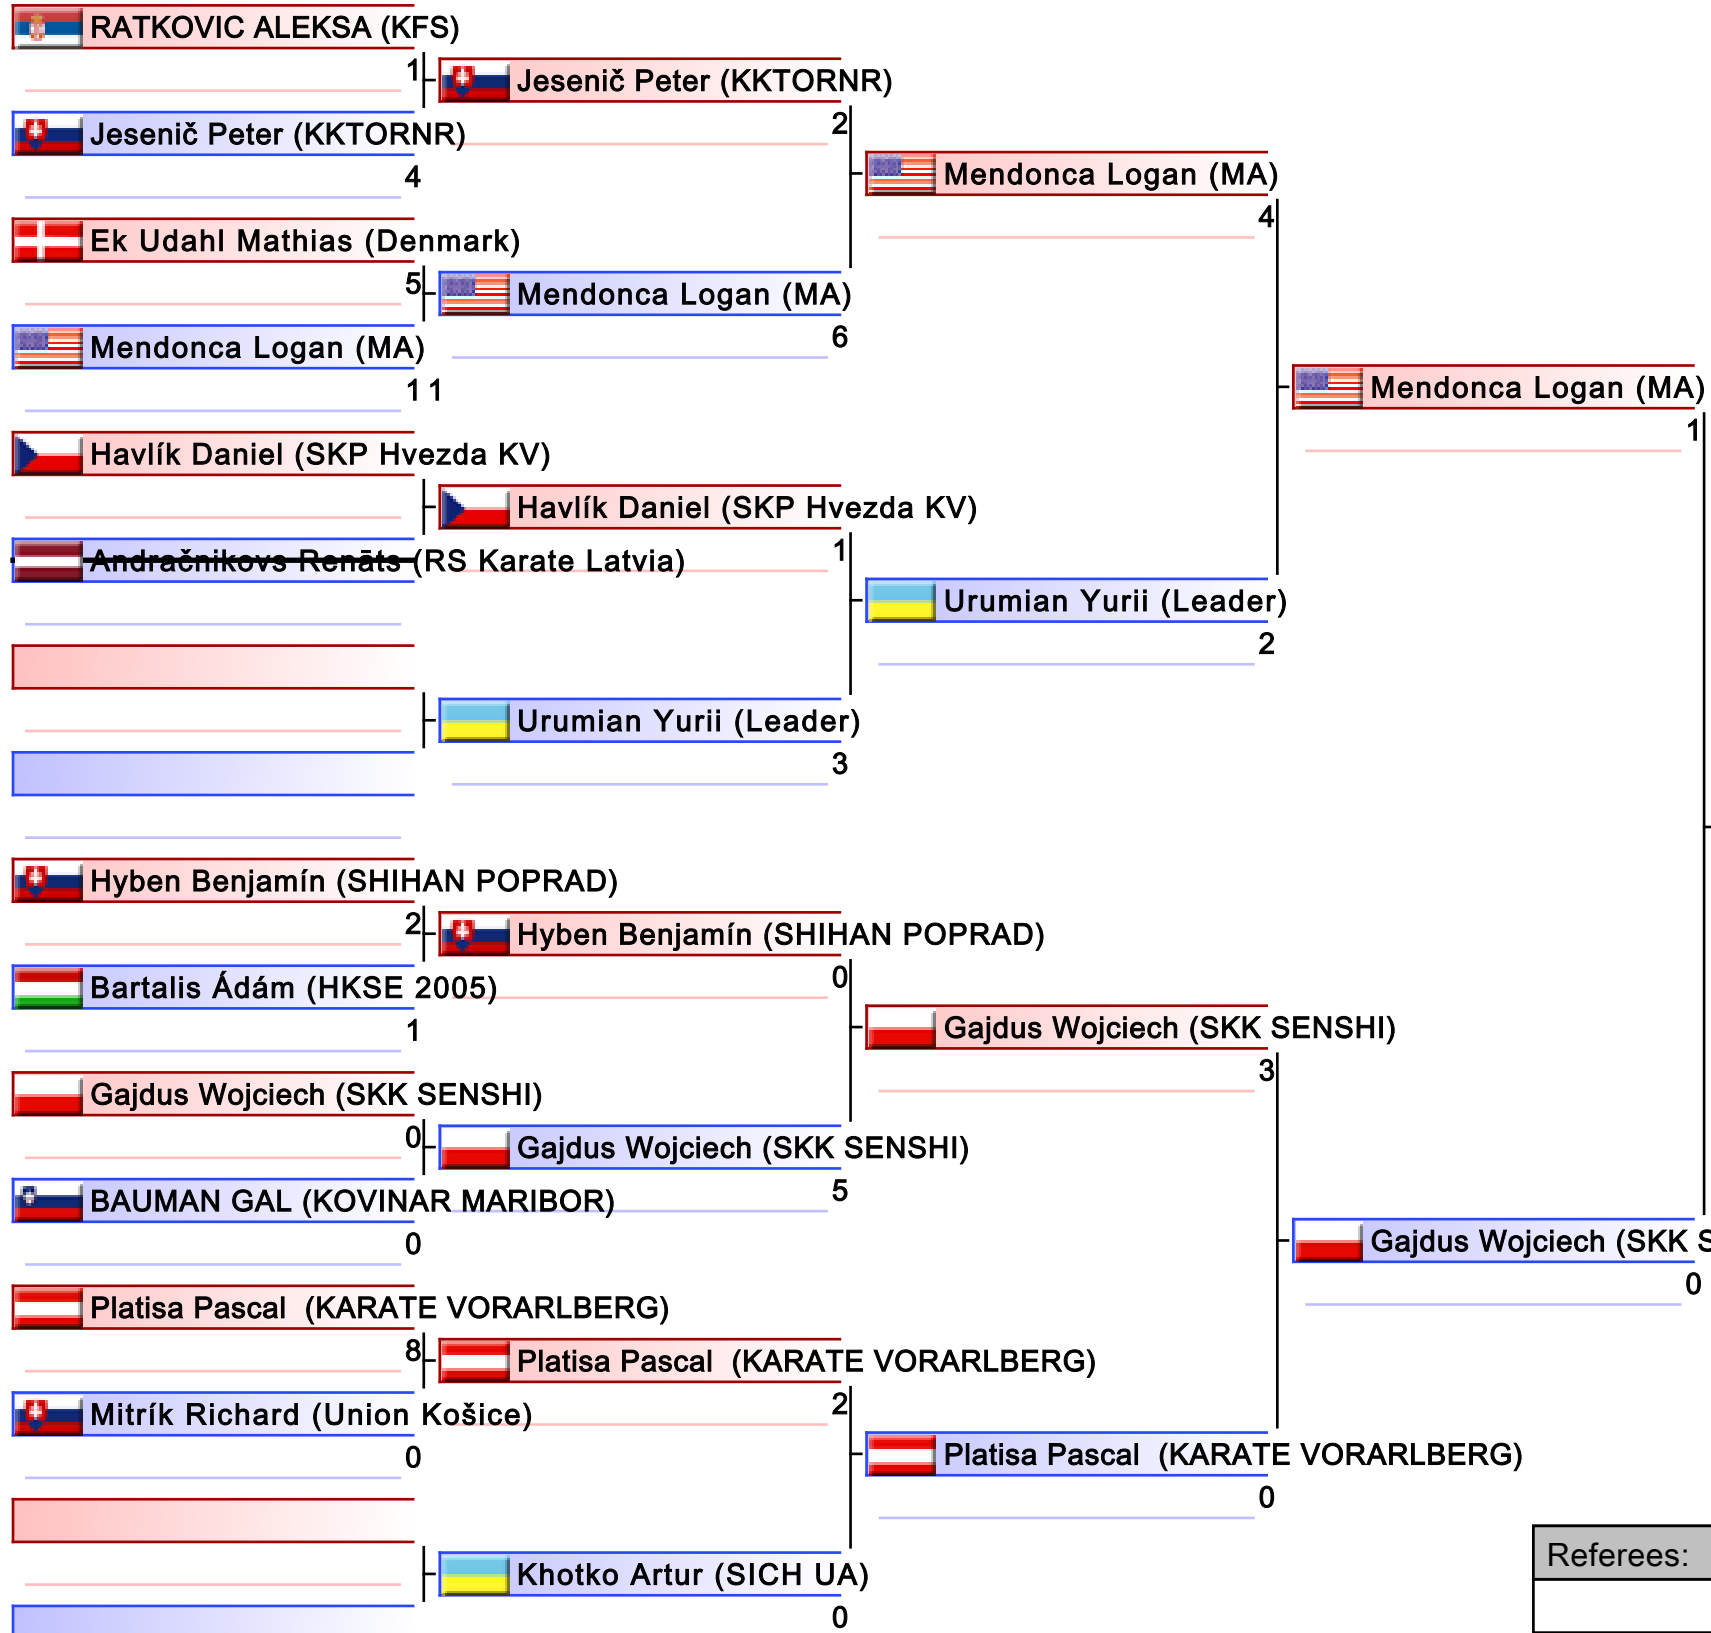 RATKOVIC ALEKSA (KFS)
1
Jesenič Peter (KKTORNR)
4
Ek Udahl Mathias (Denmark)
5
Mendonca Logan (MA)
11
Havlík Daniel (SKP Hvezda KV)
Andračnikovs Renāts (RS Karate Latvia)
Hyben Benjamín (SHIHAN POPRAD)
2
Bartalis Ádám (HKSE 2005)
1
Gajdus Wojciech (SKK SENSHI)
0
BAUMAN GAL (KOVINAR MARIBOR)
0
Platisa Pascal (KARATE VORARLBERG)
8
Mitrík Richard (Union Košice)
0
Jesenič Peter (KKTORNR)
2
Mendonca Logan (MA)
6
Havlík Daniel (SKP Hvezda KV)
1
Urumian Yurii (Leader)
3
Hyben Benjamín (SHIHAN POPRAD)
0
Gajdus Wojciech (SKK SENSHI)
5
Platisa Pascal (KARATE VORARLBERG)
2
Khotko Artur (SICH UA)
0
Mendonca Logan (MA)
4
Urumian Yurii (Leader)
2
Gajdus Wojciech (SKK SENSHI)
3
Platisa Pascal (KARATE VORARLBERG)
0
Mendonca Logan (MA)
1
Gajdus Wojciech (SKK S
0
Referees: